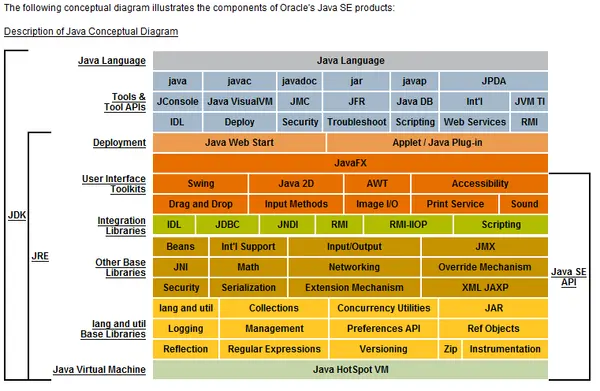 The following conceptual diagram illustrates the components of Oracle's Java SE products:
Description of Java Conceptual Diagram
Java Language Java Language
java javac javadoc jar javap JPDA
Tools &
Tool APIs
JConsole Java VisualVM JMC JFR Java DB Int'l JVM TI
IDL Deploy Security Troubleshoot Scripting Web Services RMI
Deployment Java Web Start Applet / Java Plug-in
JavaFX
User Interface
Toolkits
Swing Java 2D AWT Accessibility
Drag and Drop Input Methods Image I/O Print Service Sound
Integration
Libraries
IDL JDBC JNDI RMI RMI-IIOP Scripting
JDK
JRE
Other Base
Libraries
Beans Int'l Support Input/Output JMX
JNI Math Networking Override Mechanism
Security Serialization Extension Mechanism XML JAXP
Java SE
API
lang and util
Base Libraries
lang and util Collections Concurrency Utilities JAR
Logging Management Preferences API Ref Objects
Reflection Regular Expressions Versioning Zip Instrumentation
Java Virtual Machine Java HotSpot VM